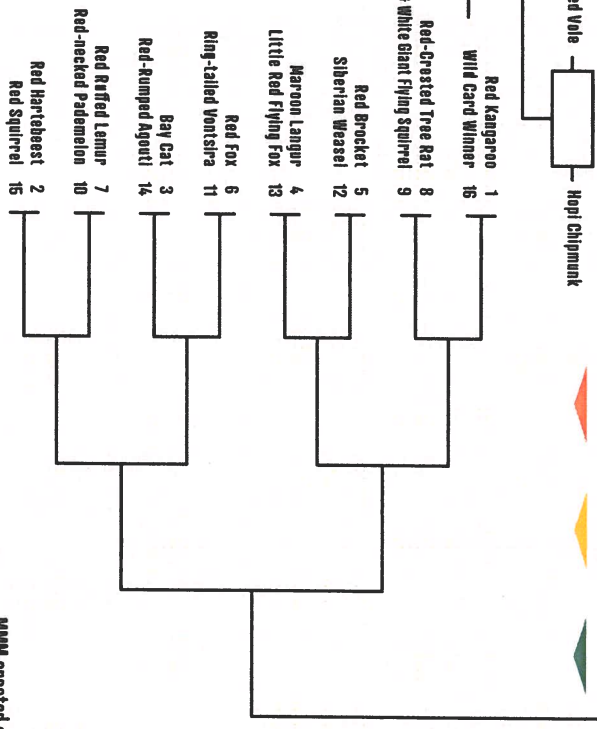 ed Vole
Hopi Chipmunk
Red Kangaroo 1
Wild Card Winner 16
Red-Crested Tree Rat 8
White Giant Flying Squirrel 9
Red Brocket 5
Siberian Weasel 12
Maroon Langur 4
Little Red Flying Fox 13
Red Fox 6
Ring-tailed Vontsira 11
Bay Cat 3
Red-Rumped Agouti 14
Red Ruffed Lemur 7
Red-necked Pademelon 10
Red Hartebeest 2
Red Squirrel 15
MMM created